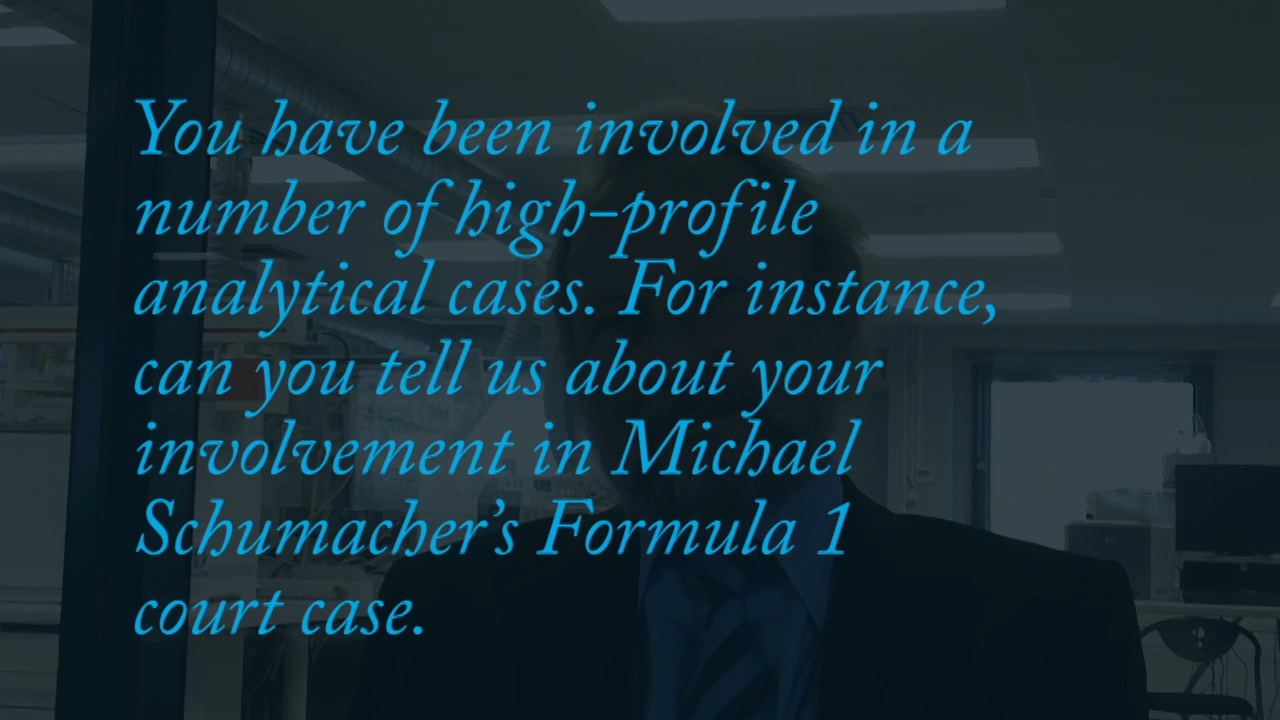 You have been involved in a
number of high-profile
analytical cases. For instance,
can you tell us about your
involvement in Michael
Schumacher’s Formula 1
court case.